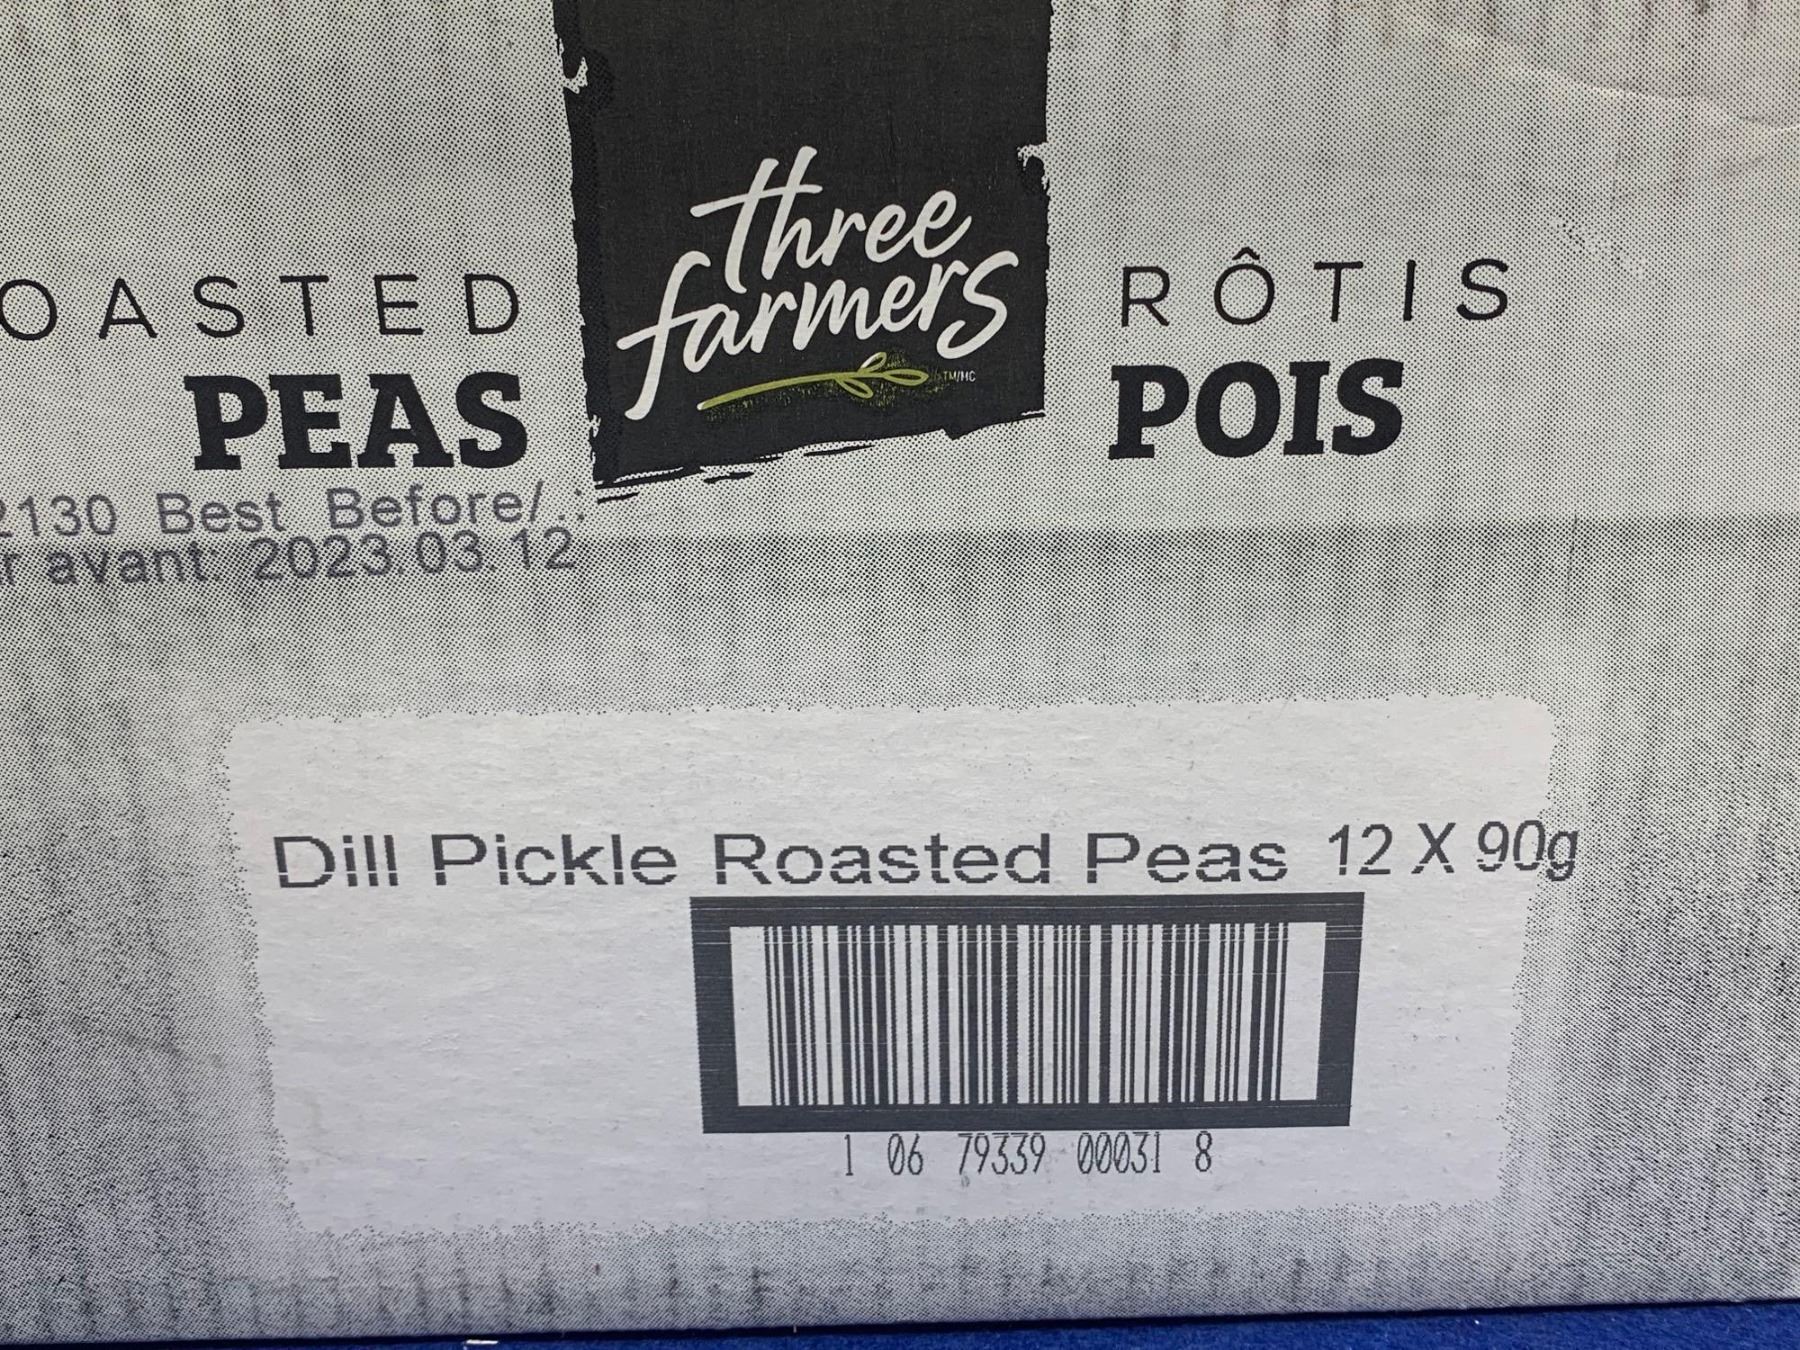 three
farmers
TM/MC
OASTED
PEAS
RÔTIS
POIS
2130 Best Before/.:
r avant: 2023.03.12
Dill Pickle Roasted Peas 12 X 90g
1 06 79339 00031 8